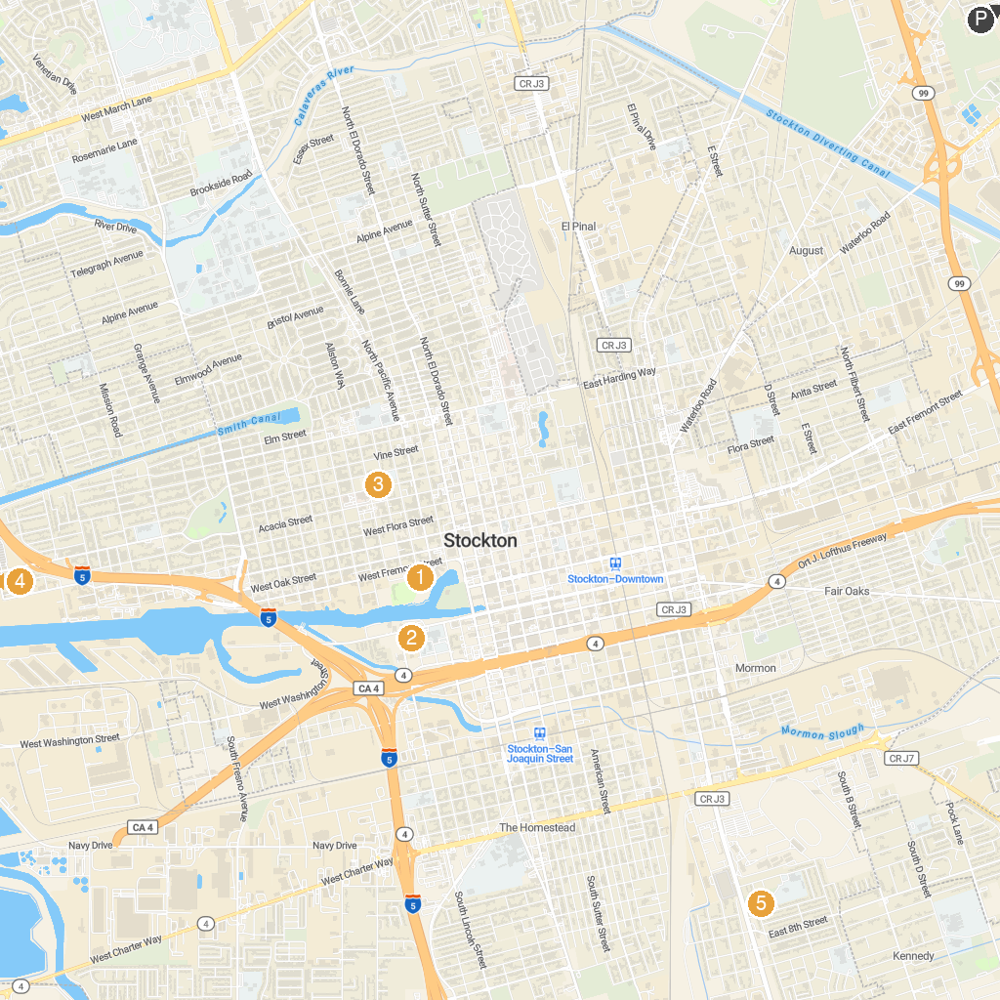 P
CR J3
99
Venetian Drive
West March Lane
Calaveras River
Rosemarie Lane
Essex Street
North El Dorado Street
El Pinal Drive
E Street
Stockton Diverting Canal
Brookside Road
North Sutter Street
River Drive
Alpine Avenue
El Pinal
Waterloo Road
August
Telegraph Avenue
Bonnie Lane
99
Alpine Avenue
Bristol Avenue
CR J3
Grange Avenue
Allston Way
North Pacific Avenue
North El Dorado Street
Elmwood Avenue
East Harding Way
North Filbert Street
Anita Street
Mission Road
Waterloo Road
D Street
East Fremont Street
Smith Canal
Elm Street
E Street
Flora Street
Vine Street
3
Acacia Street
West Flora Street
Stockton
Ort J. Lofthus Freeway
4
5
West Oak Street
West Fremont Street
1
Stockton–Downtown
4
Fair Oaks
5
CR J3
2
4
Mormon
Street
4
CA 4
West Washington
West Washington Street
Mormon Slough
Stockton–San
Joaquin Street
5
CR J7
South Fresno Avenue
American Street
South B Street
CR J3
Pock Lane
CA 4
4
The Homestead
Navy Drive
Navy Drive
West Charter Way
South D Street
South Lincoln Street
South Sutter Street
5
5
4
East 8th Street
West Charter Way
Kennedy
4